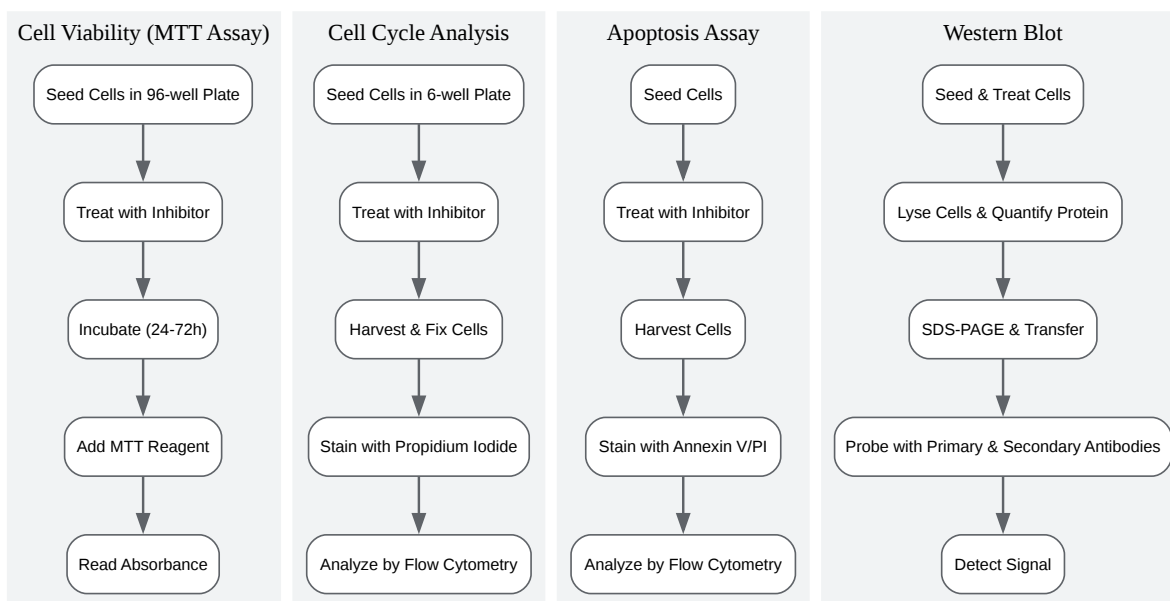 Cell Viability (MTT Assay)
Seed Cells in 96-well Plate
Treat with Inhibitor
Incubate (24-72h)
Add MTT Reagent
Read Absorbance
Cell Cycle Analysis
Seed Cells in 6-well Plate
Treat with Inhibitor
Harvest & Fix Cells
Stain with Propidium Iodide
Analyze by Flow Cytometry
Apoptosis Assay
Seed Cells
Treat with Inhibitor
Harvest Cells
Stain with Annexin V/PI
Analyze by Flow Cytometry
Western Blot
Seed & Treat Cells
Lyse Cells & Quantify Protein
SDS-PAGE & Transfer
Probe with Primary & Secondary Antibodies
Detect Signal